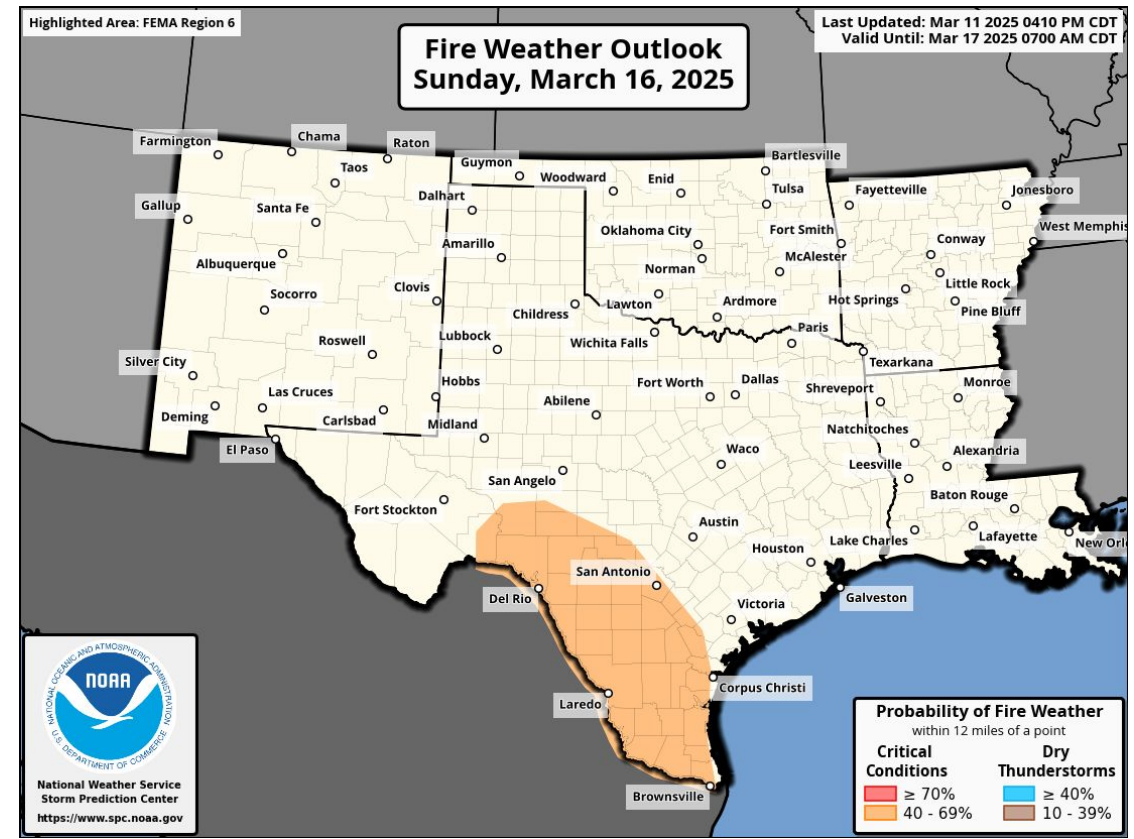 Highlighted Area: FEMA Region 6
Last Updated: Mar 11 2025 0410 PM CDT
Valid Until: Mar 17 2025 0700 AM CDT
Fire Weather Outlook
Sunday, March 16, 2025
Farmington
Chama
Raton
Taos
Guymon
Woodward
Enid
Bartlesville
Tulsa
Fayetteville
Jonesboro
Gallup
Santa Fe
Dalhart
Albuquerque
Amarillo
Oklahoma City
Norman
Fort Smith
McAlester
Conway
West Memphis
Little Rock
Socorro
Clovis
Childress
Lawton
Ardmore
Hot Springs
Pine Bluff
Roswell
Lubbock
Wichita Falls
Paris
Texarkana
Silver City
Las Cruces
Deming
Carlsbad
Hobbs
Midland
Abilene
Fort Worth
Dallas
Shreveport
Monroe
Natchitoches
El Paso
San Angelo
Waco
Leesville
Alexandria
Fort Stockton
Austin
Houston
Baton Rouge
Lake Charles
Lafayette
New Orl
Del Rio
San Antonio
Victoria
Galveston
Laredo
Corpus Christi
Brownsville
NATIONAL OCEANIC AND ATMOSPHERIC ADMINISTRATION
NOAA
U.S. DEPARTMENT OF COMMERCE
National Weather Service
Storm Prediction Center
https://www.spc.noaa.gov
Probability of Fire Weather
within 12 miles of a point
Critical Conditions
≥ 70%
40 - 69%
Dry Thunderstorms
≥ 40%
10 - 39%